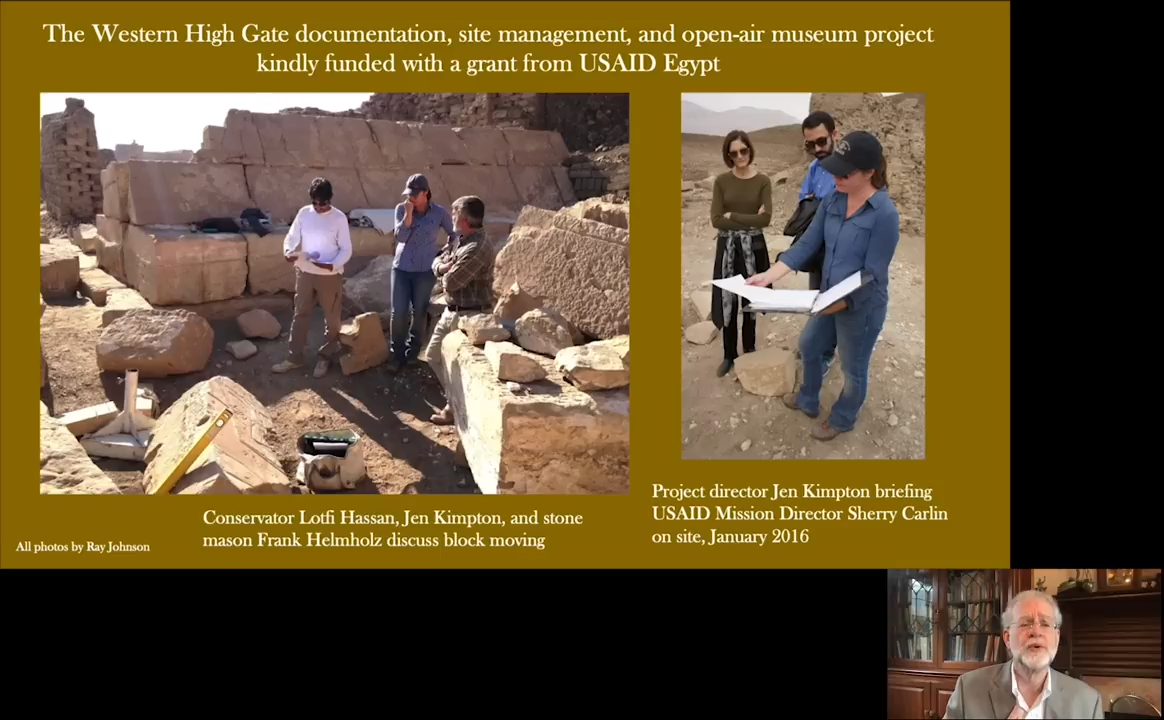 The Western High Gate documentation, site management, and open-air museum project
kindly funded with a grant from USAID Egypt
Conservator Lotfi Hassan, Jen Kimpton, and stone
mason Frank Helmholz discuss block moving
Project director Jen Kimpton briefing
USAID Mission Director Sherry Carlin
on site, January 2016
All photos by Ray Johnson